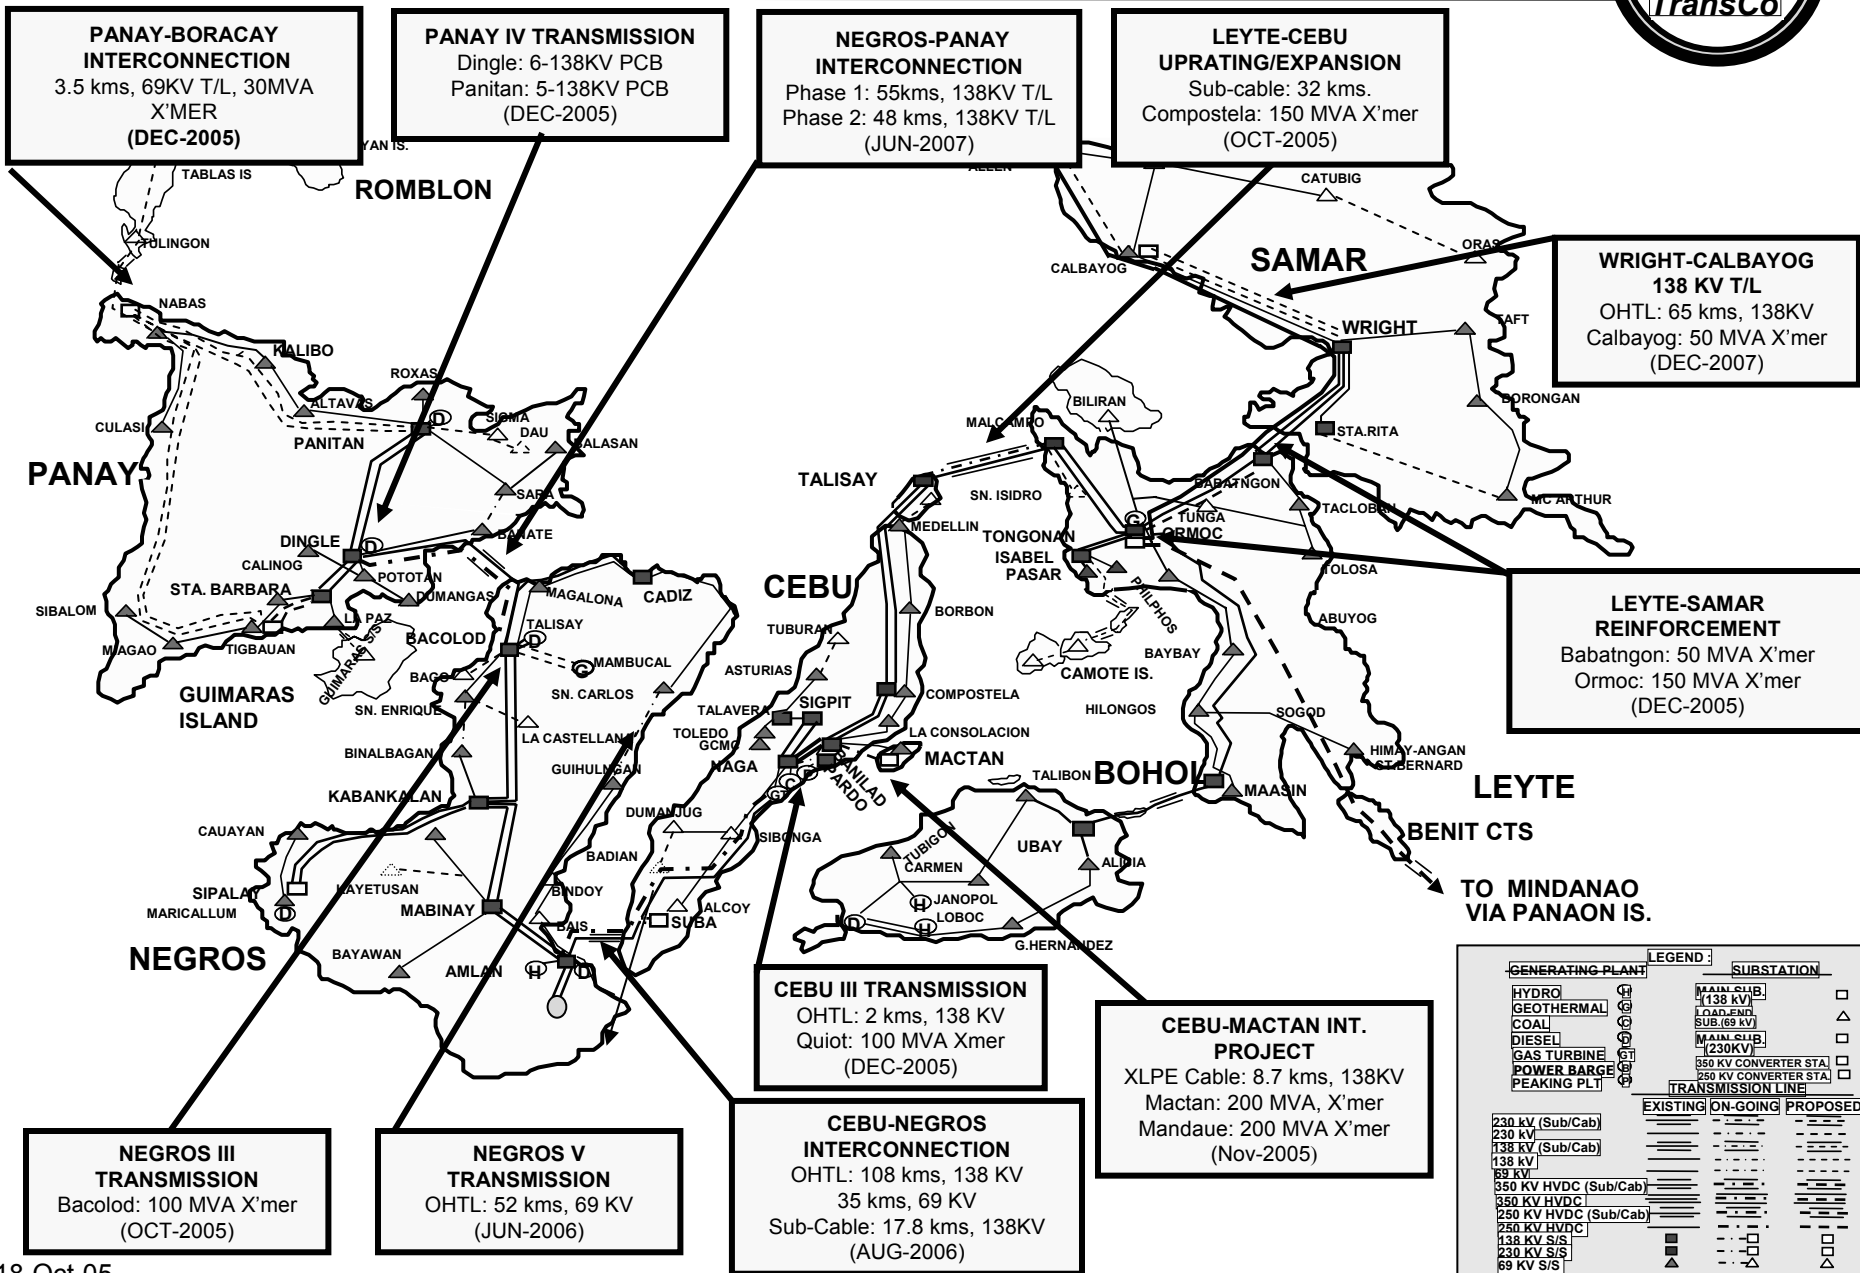 TransCo
PANAY-BORACAY
INTERCONNECTION
3.5 kms, 69KV T/L, 30MVA
X'MER
(DEC-2005)
PANAY IV TRANSMISSION
Dingle: 6-138KV PCB
Panitan: 5-138KV PCB
(DEC-2005)
NEGROS-PANAY
INTERCONNECTION
Phase 1: 55kms, 138KV T/L
Phase 2: 48 kms, 138KV T/L
(JUN-2007)
LEYTE-CEBU
UPRATING/EXPANSION
Sub-cable: 32 kms.
Compostela: 150 MVA X'mer
(OCT-2005)
WRIGHT-CALBAYOG
138 KV T/L
OHTL: 65 kms, 138KV
Calbayog: 50 MVA X'mer
(DEC-2007)
LEYTE-SAMAR
REINFORCEMENT
Babatngon: 50 MVA X'mer
Ormoc: 150 MVA X'mer
(DEC-2005)
YAN IS.
TABLAS IS
ROMBLON
TULINGON
NABAS
KALIBO
ROXAS
ALTAVAS
SIGMA
DAU
CULASI
PANITAN
BALASAN
PANAY
SARA
BANATE
DINGLE
CALINOG
POTOTAN
STA. BARBARA
DUMANGAS
SIBALOM
LA PAZ
MIAGAO
TIGBAUAN
GUIMARAS S/S
GUIMARAS
ISLAND
MAGALONA
CADIZ
BACOLOD
TALISAY
MAMBUCAL
BAGO
SN. CARLOS
SN. ENRIQUE
LA CASTELLANA
BINALBAGAN
GUIHULNGAN
KABANKALAN
CAUAYAN
SIPALAY
MARICALLUM
KAYETUSAN
MABINAY
BINDOY
BAIS
BAYAWAN
AMLAN
NEGROS
ALLEN
CATUBIG
ORAS
SAMAR
CALBAYOG
WRIGHT
TAFT
BORONGAN
STA.RITA
MC ARTHUR
BILIRAN
MALCAMPO
TALISAY
SN. ISIDRO
MEDELLIN
BABATNGON
TUNGA
TACLOBAN
TONGONAN
ORMOC
ISABEL
PASAR
TOLOSA
PHILPHOS
ABUYOG
CEBU
BORBON
TUBURAN
BAYBAY
CAMOTE IS.
ASTURIAS
COMPOSTELA
SIGPIT
TALAVERA
HILONGOS
SOGOD
TOLEDO
GCMC
LA CONSOLACION
NAGA
BANILAD
MACTAN
HIMAY-ANGAN
ST.BERNARD
TALIBON
BOHOL
MAASIN
LEYTE
DUMANJUG
SIBONGA
BENIT CTS
BADIAN
TUBIGON
CARMEN
UBAY
ALICIA
ALCOY
SUBA
JANOPOL
LOBOC
G.HERNANDEZ
TO MINDANAO
VIA PANAON IS.
CEBU III TRANSMISSION
OHTL: 2 kms, 138 KV
Quiot: 100 MVA Xmer
(DEC-2005)
CEBU-MACTAN INT.
PROJECT
XLPE Cable: 8.7 kms, 138KV
Mactan: 200 MVA, X'mer
Mandaue: 200 MVA X'mer
(Nov-2005)
NEGROS III
TRANSMISSION
Bacolod: 100 MVA X'mer
(OCT-2005)
NEGROS V
TRANSMISSION
OHTL: 52 kms, 69 KV
(JUN-2006)
CEBU-NEGROS
INTERCONNECTION
OHTL: 108 kms, 138 KV
35 kms, 69 KV
Sub-Cable: 17.8 kms, 138KV
(AUG-2006)
LEGEND :
GENERATING PLANT SUBSTATION
HYDRO H MAIN SUB.
(138 kV)
GEOTHERMAL G LOAD-END
COAL C SUB.(69 kV)
DIESEL D MAIN SUB.
(230KV)
GAS TURBINE GT
350 KV CONVERTER STA.
POWER BARGE B
250 KV CONVERTER STA.
PEAKING PLT P
TRANSMISSION LINE
EXISTING ON-GOING PROPOSED
230 kV (Sub/Cab)
230 kV
138 kV (Sub/Cab)
138 kV
69 kV
350 KV HVDC (Sub/Cab)
350 KV HVDC
250 KV HVDC (Sub/Cab)
250 KV HVDC
138 KV S/S
230 KV S/S
69 KV S/S